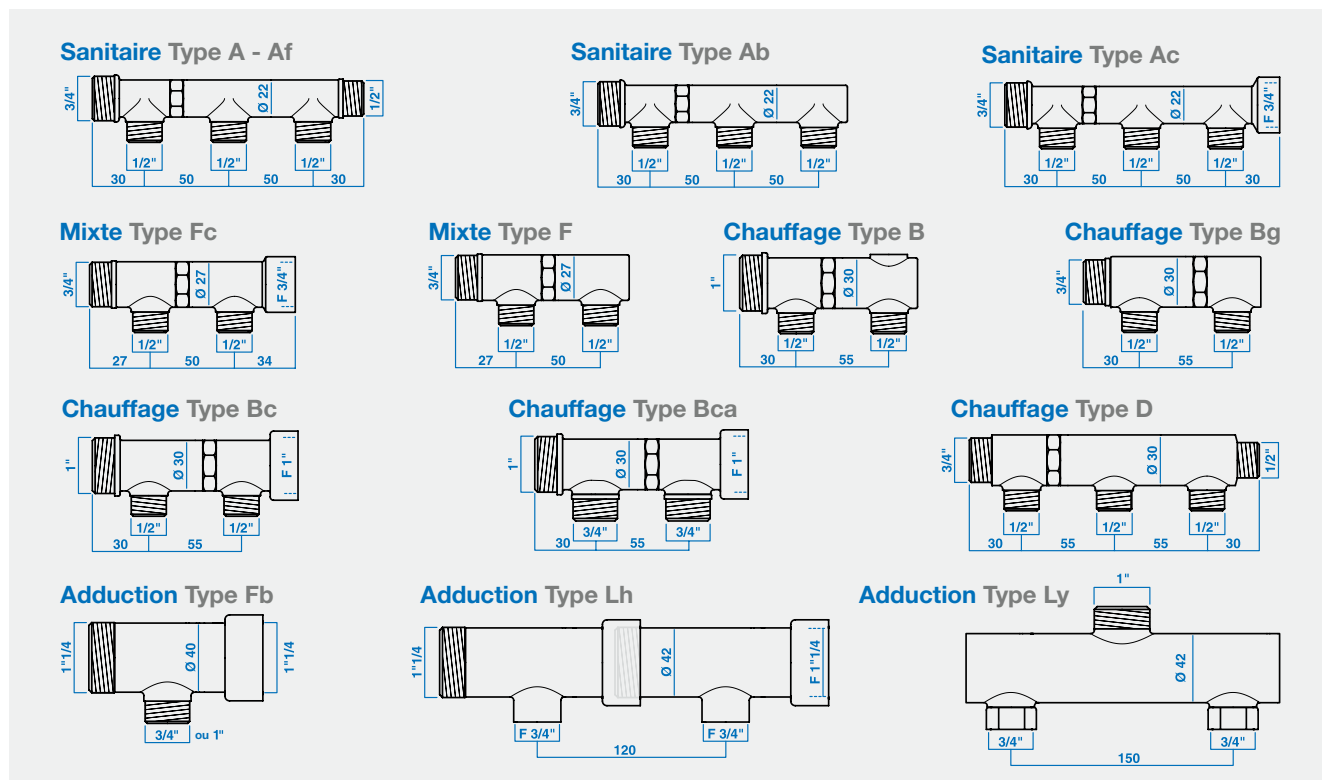 Sanitaire Type A - Af
3/4"
Ø 22
1/2"
1/2"
1/2"
1/2"
30
50
50
30
Sanitaire Type Ab
3/4"
Ø 22
1/2"
1/2"
1/2"
30
50
50
Sanitaire Type Ac
3/4"
Ø 22
F 3/4"
1/2"
1/2"
1/2"
30
50
50
30
Mixte Type Fc
3/4"
Ø 27
F 3/4"
1/2"
1/2"
27
50
34
Mixte Type F
3/4"
Ø 27
1/2"
1/2"
27
50
Chauffage Type B
1"
Ø 30
1/2"
1/2"
30
55
Chauffage Type Bg
3/4"
Ø 30
1/2"
1/2"
30
55
Chauffage Type Bc
1"
Ø 30
F 1"
1/2"
1/2"
30
55
Chauffage Type Bca
1"
Ø 30
F 1"
3/4"
3/4"
30
55
Chauffage Type D
3/4"
Ø 30
1/2"
1/2"
1/2"
1/2"
30
55
55
30
Adduction Type Fb
1"1/4
Ø 40
1"1/4
3/4" ou 1"
Adduction Type Lh
1"1/4
Ø 42
F 1"1/4
F 3/4"
F 3/4"
120
Adduction Type Ly
1"
Ø 42
3/4"
3/4"
150